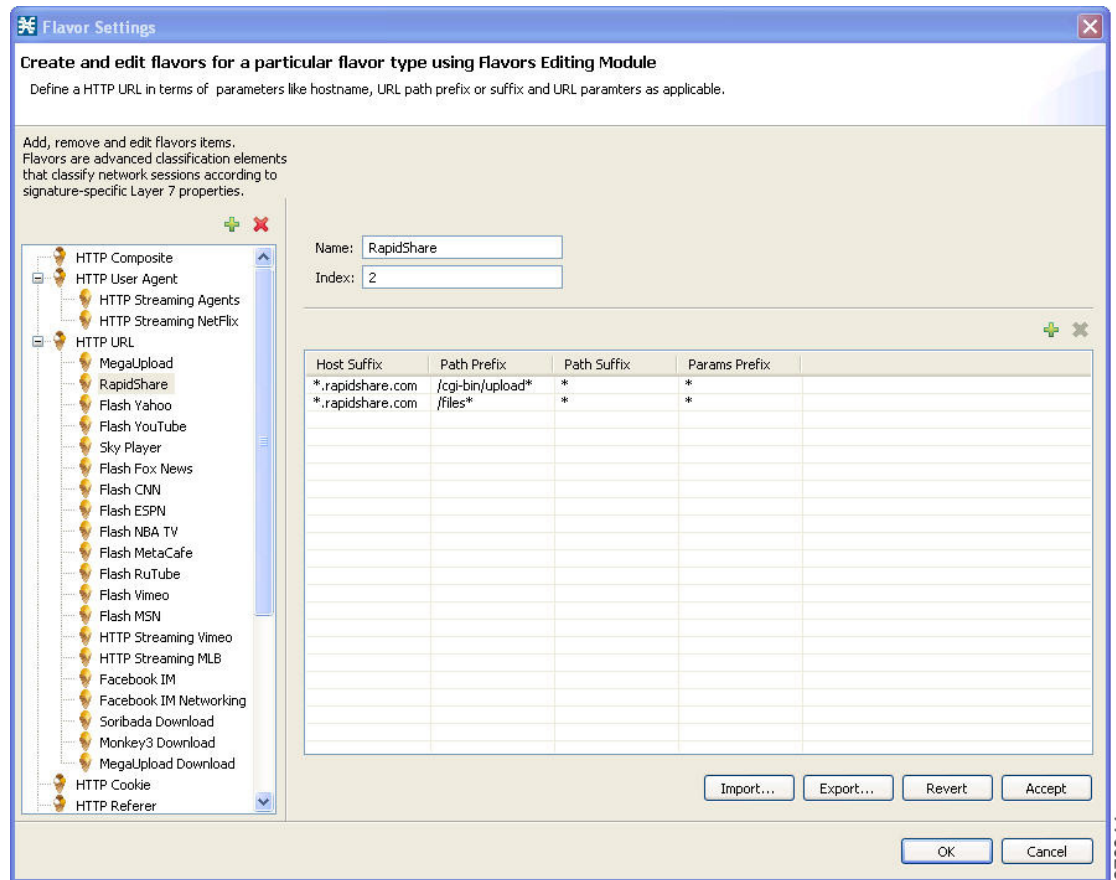 Flavor Settings
Create and edit flavors for a particular flavor type using Flavors Editing Module
Define a HTTP URL in terms of parameters like hostname, URL path prefix or suffix and URL paramters as applicable.
Add, remove and edit flavors items.
Flavors are advanced classification elements
that classify network sessions according to
signature-specific Layer 7 properties.
HTTP Composite
HTTP User Agent
HTTP Streaming Agents
HTTP Streaming NetFlix
HTTP URL
MegaUpload
RapidShare
Flash Yahoo
Flash YouTube
Sky Player
Flash Fox News
Flash CNN
Flash ESPN
Flash NBA TV
Flash MetaCafe
Flash RuTube
Flash Vimeo
Flash MSN
HTTP Streaming Vimeo
HTTP Streaming MLB
Facebook IM
Facebook IM Networking
Soribada Download
Monkey3 Download
MegaUpload Download
HTTP Cookie
HTTP Referer
Name: RapidShare
Index: 2
Host Suffix Path Prefix Path Suffix Params Prefix
*.rapidshare.com /cgi-bin/upload* * *
*.rapidshare.com /files* * *
Import... Export... Revert Accept
OK Cancel